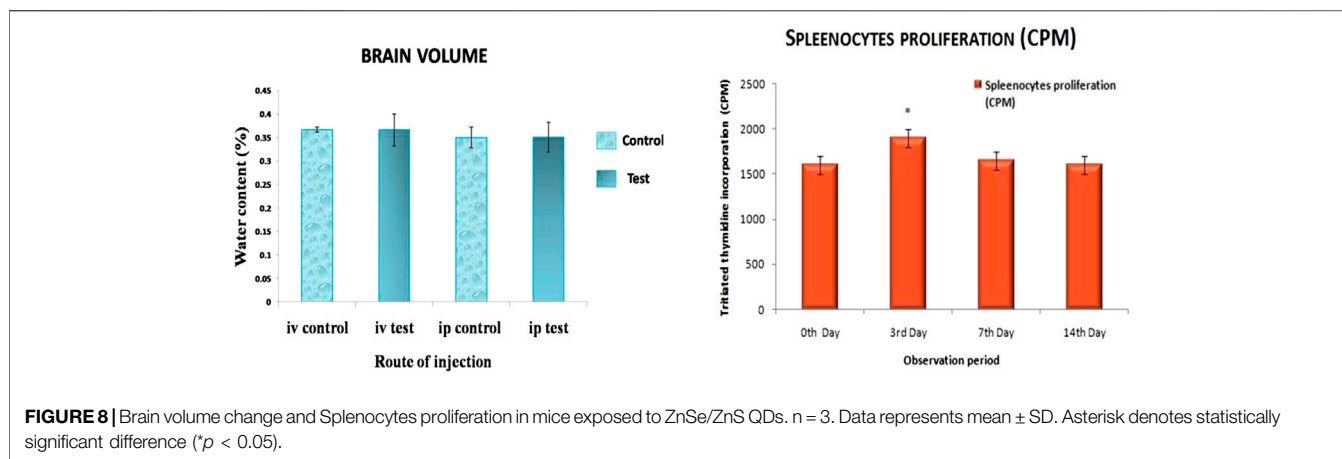 BRAIN VOLUME
Water content (%)
0.45
0.4
0.35
0.3
0.25
0.2
0.15
0.1
0.05
0
iv control iv test ip control ip test
Route of injection
Control
Test
SPLEENOCYTES PROLIFERATION (CPM)
Tritiated thymidine incorporation (CPM)
2500
2000
1500
1000
500
0
*
Spleenocytes proliferation
(CPM)
0th Day 3rd Day 7th Day 14th Day
Observation period
FIGURE 8 | Brain volume change and Splenocytes proliferation in mice exposed to ZnSe/ZnS QDs. n = 3. Data represents mean ± SD. Asterisk denotes statistically
significant difference (*p < 0.05).